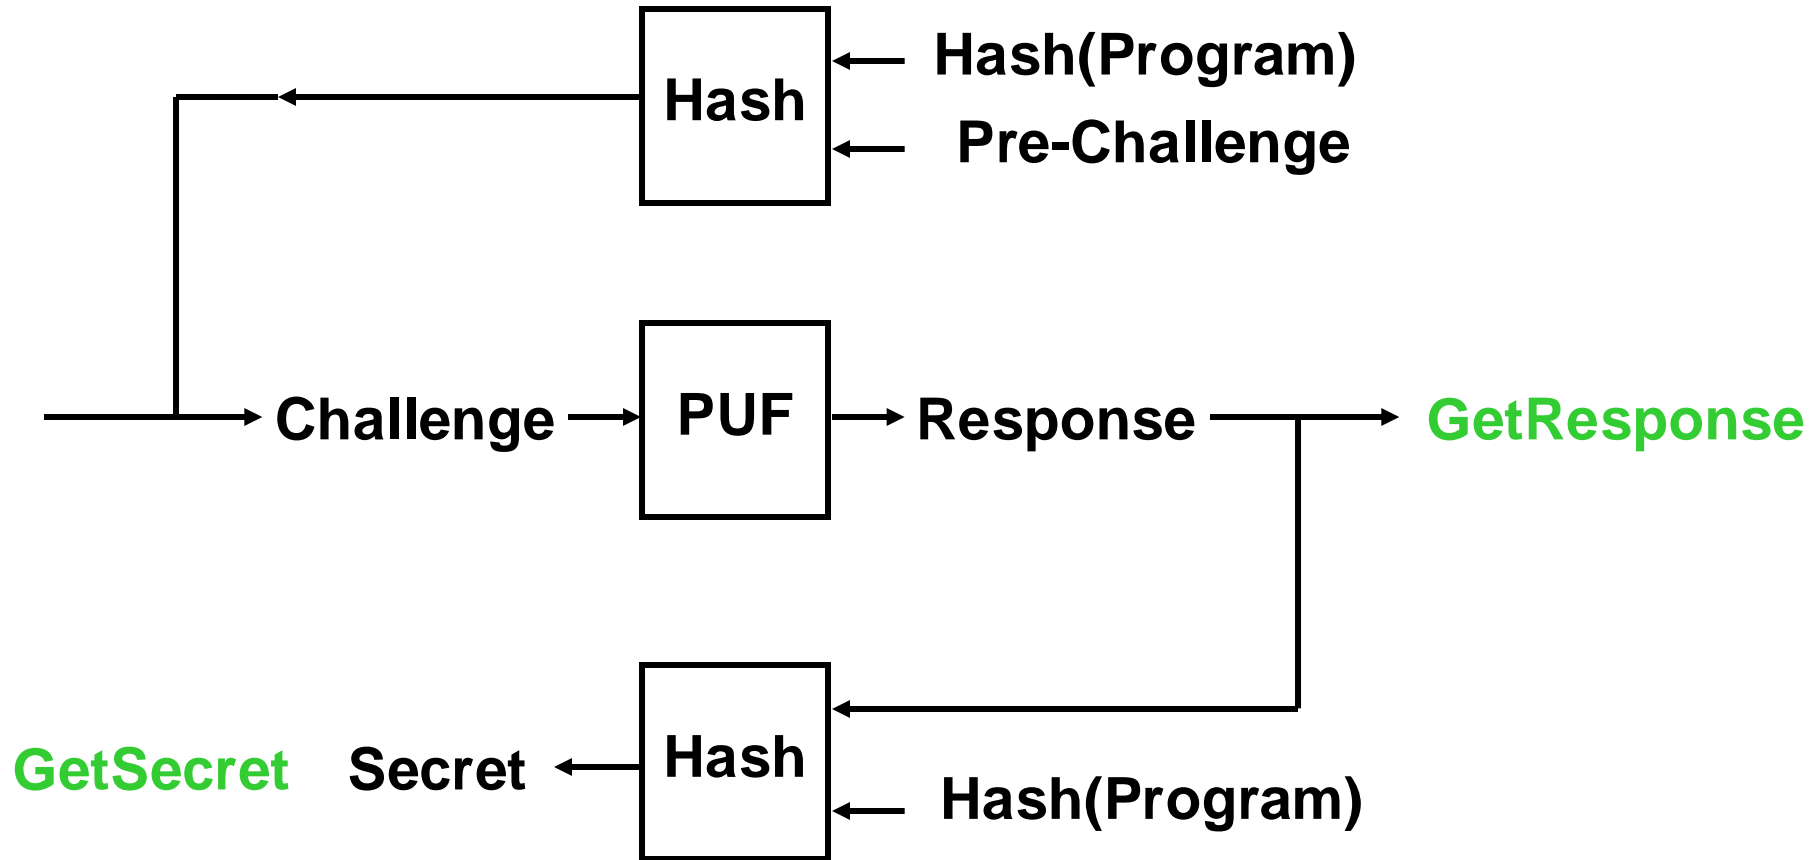 Hash
Hash(Program)
Pre-Challenge
Challenge
PUF
Response
GetResponse
GetSecret
Secret
Hash
Hash(Program)